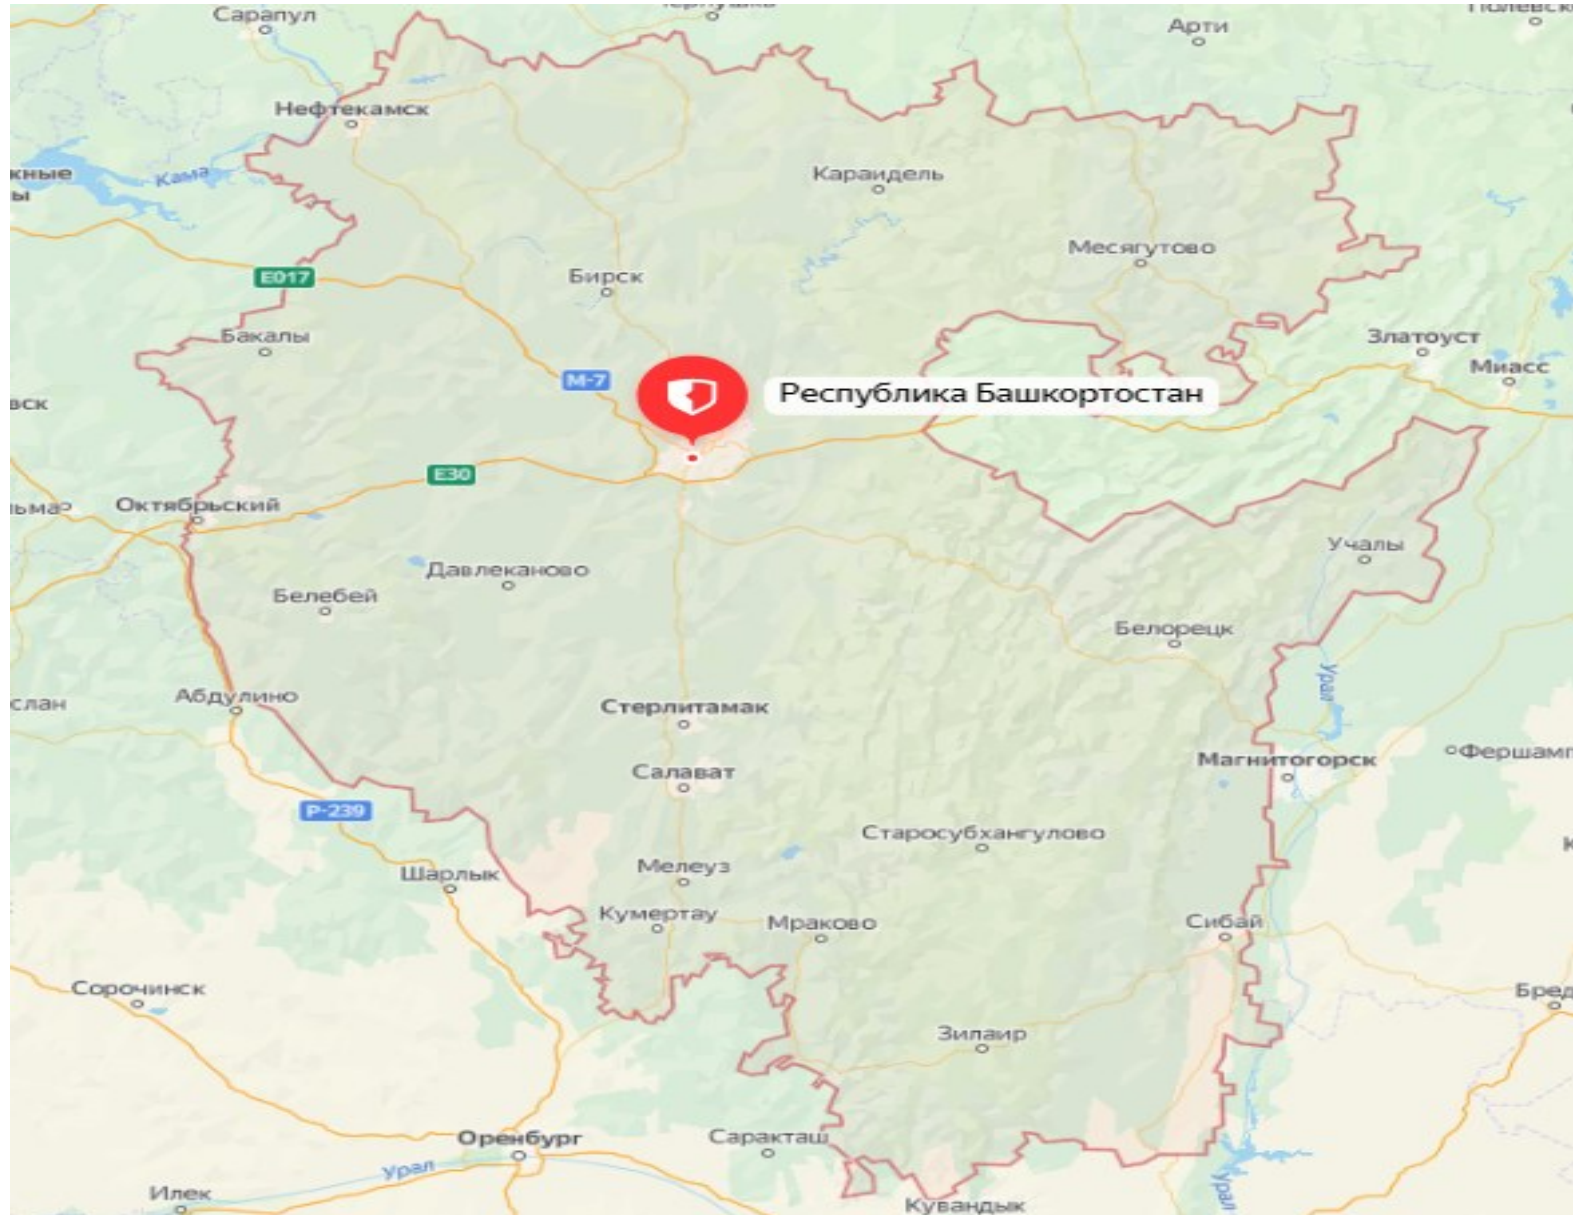 Сарапул
Арти
Нефтекамск
Кама
Караидель
Месягутово
Е017
Бирск
Бакалы
Златоуст
Миасс
М-7
Республика Башкортостан
Е30
Октябрьский
Учалы
Давлеканово
Белебей
Белорецк
Урал
Абдулино
Стерлитамак
Магнитогорск
Салават
Р-239
Старосубхангулово
Мелеуз
Шарлык
Кумертау
Мраково
Сибай
Сорочинск
Зилаир
Оренбург
Саракташ
Урал
Урал
Илек
Кувандык